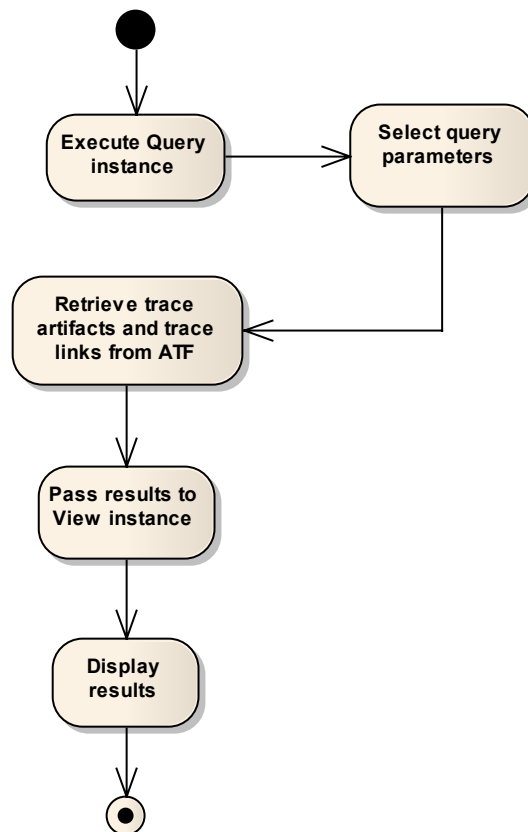 Execute Query
instance
Select query
parameters
Retrieve trace
artifacts and trace
links from ATF
Pass results to
View instance
Display
results